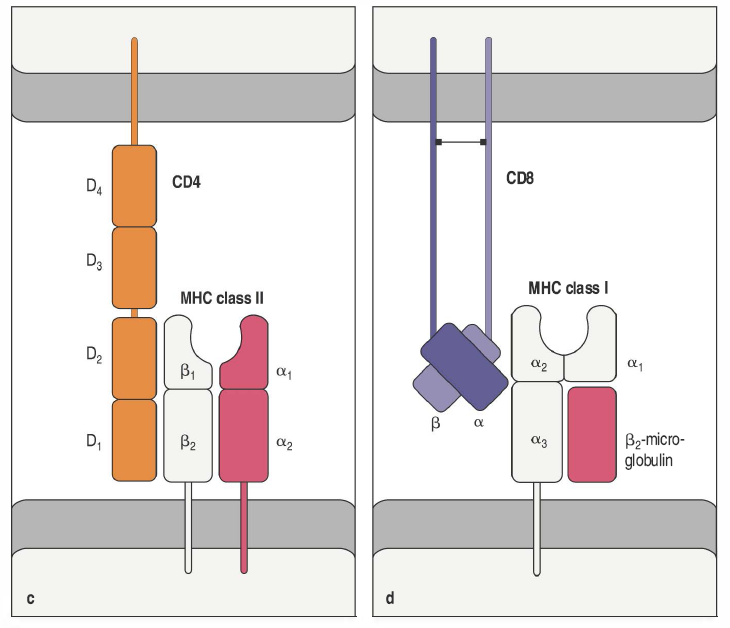 D₄
CD4
D₃
MHC class II
D₂
β₁
α₁
D₁
β₂
α₂
c
CD8
MHC class I
α₂
α₁
β
α
α₃
β₂-micro-
globulin
d